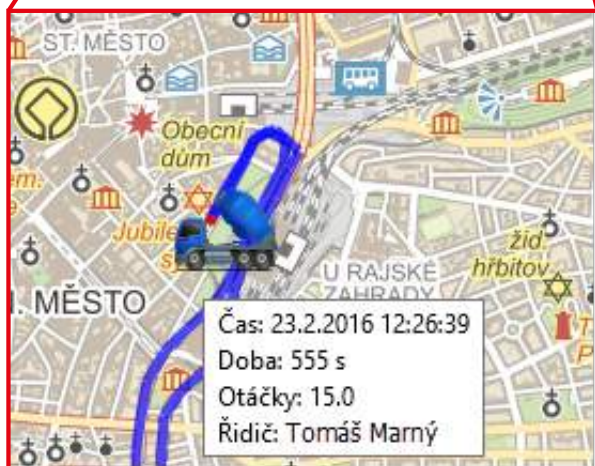 ST. MĚSTO
Obecní
dům
Jubile
U RAJSKÉ
ZAHRADY
žid.
hřbitov
MĚSTO
Čas: 23.2.2016 12:26:39
Doba: 555 s
Otáčky: 15.0
Řidič: Tomáš Marný